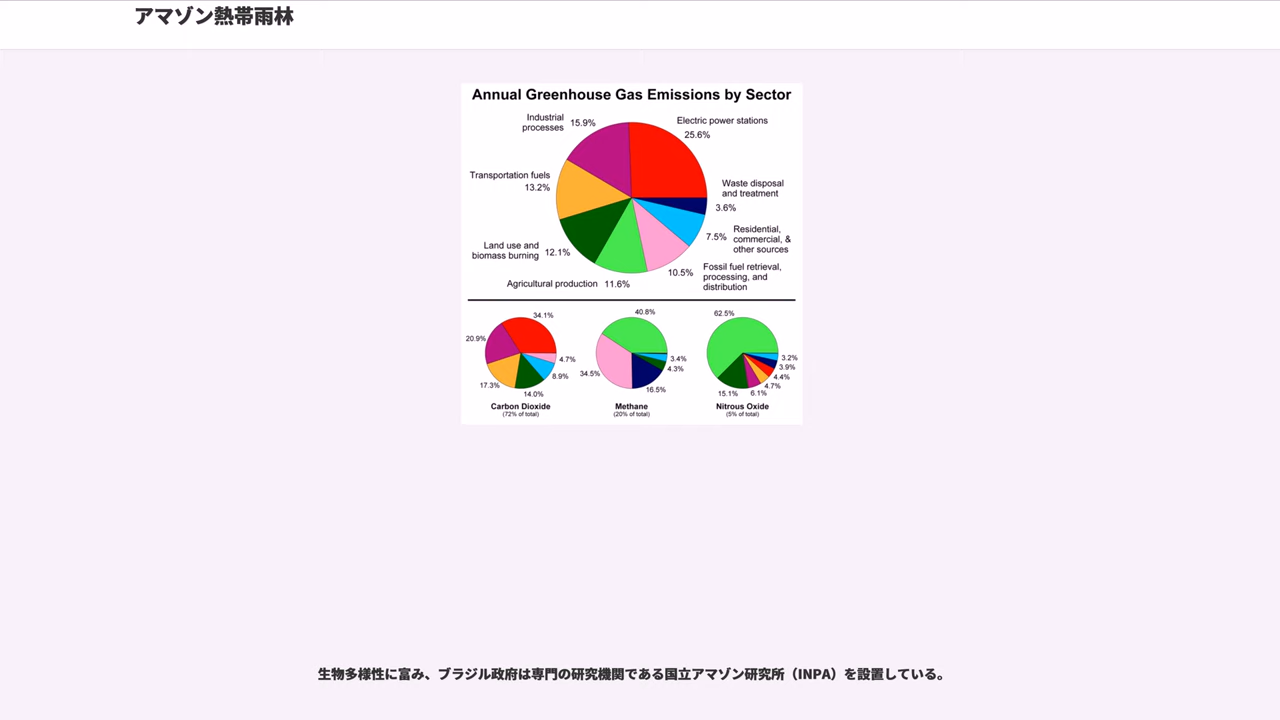 アマゾン熱帯雨林
Annual Greenhouse Gas Emissions by Sector
Industrial
processes
15.9%
Electric power stations
25.6%
Transportation fuels
13.2%
Waste disposal
and treatment
3.6%
Land use and
biomass burning
12.1%
7.5%
Residential,
commercial, &
other sources
Agricultural production 11.6%
10.5%
Fossil fuel retrieval,
processing, and
distribution
34.1%
20.9%
4.7%
8.9%
17.3%
14.0%
Carbon Dioxide
(72% of total)
40.8%
3.4%
4.3%
34.5%
16.5%
Methane
(20% of total)
62.5%
3.2%
3.9%
4.4%
4.7%
15.1%
6.1%
Nitrous Oxide
(5% of total)
生物多様性に富み、ブラジル政府は専門の研究機関である国立アマゾン研究所（INPA）を設置している。